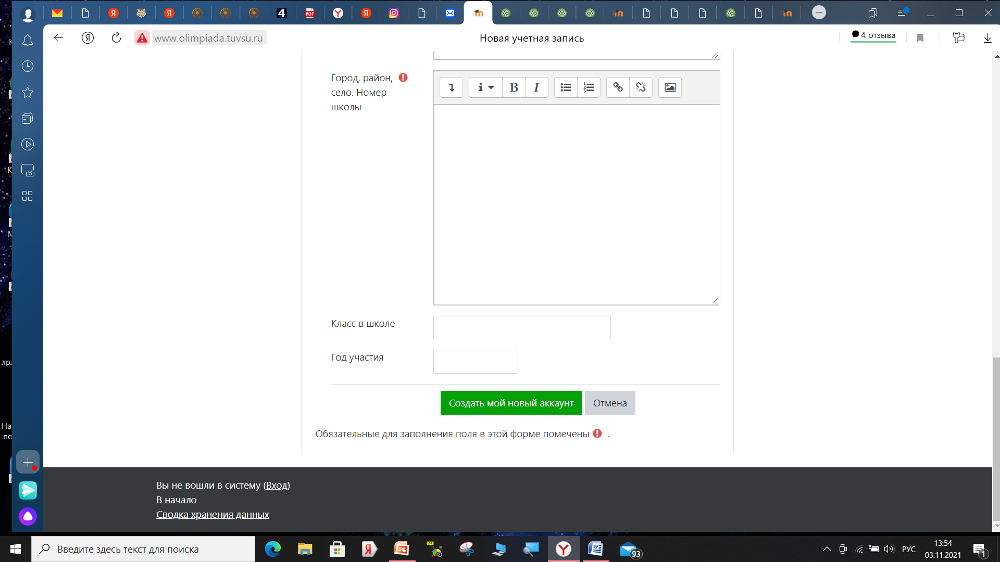 www.olimpiada.tuvsu.ru
Новая учетная запись
4 отзыва
Город, район,
село. Номер
школы
Класс в школе
Год участия
Создать мой новый аккаунт
Отмена
Обязательные для заполнения поля в этой форме помечены .
Вы не вошли в систему (Вход)
В начало
Сводка хранения данных
Введите здесь текст для поиска
93
РУС
13:54
03.11.2021
1